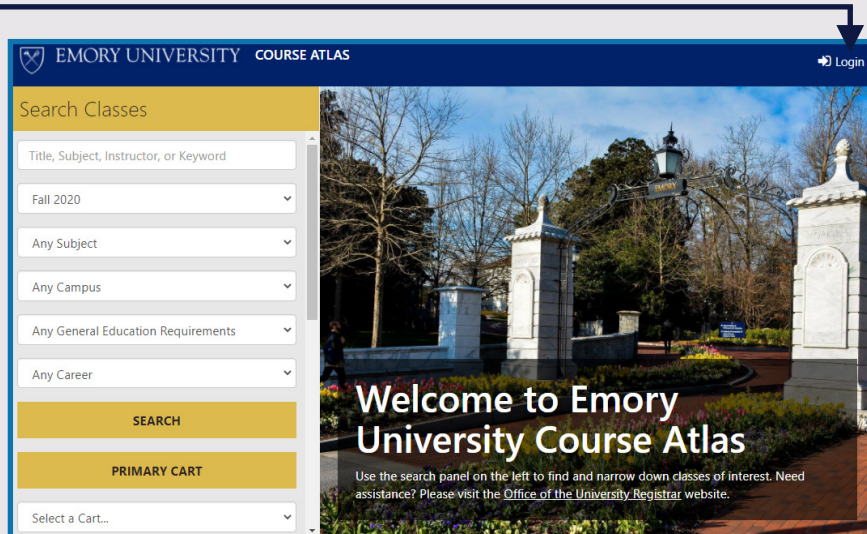 EMORY UNIVERSITY COURSE ATLAS
Login
Search Classes
Title, Subject, Instructor, or Keyword
Fall 2020
Any Subject
Any Campus
Any General Education Requirements
Any Career
SEARCH
PRIMARY CART
Select a Cart...
EMORY
Welcome to Emory
University Course Atlas
Use the search panel on the left to find and narrow down classes of interest. Need
assistance? Please visit the Office of the University Registrar website.